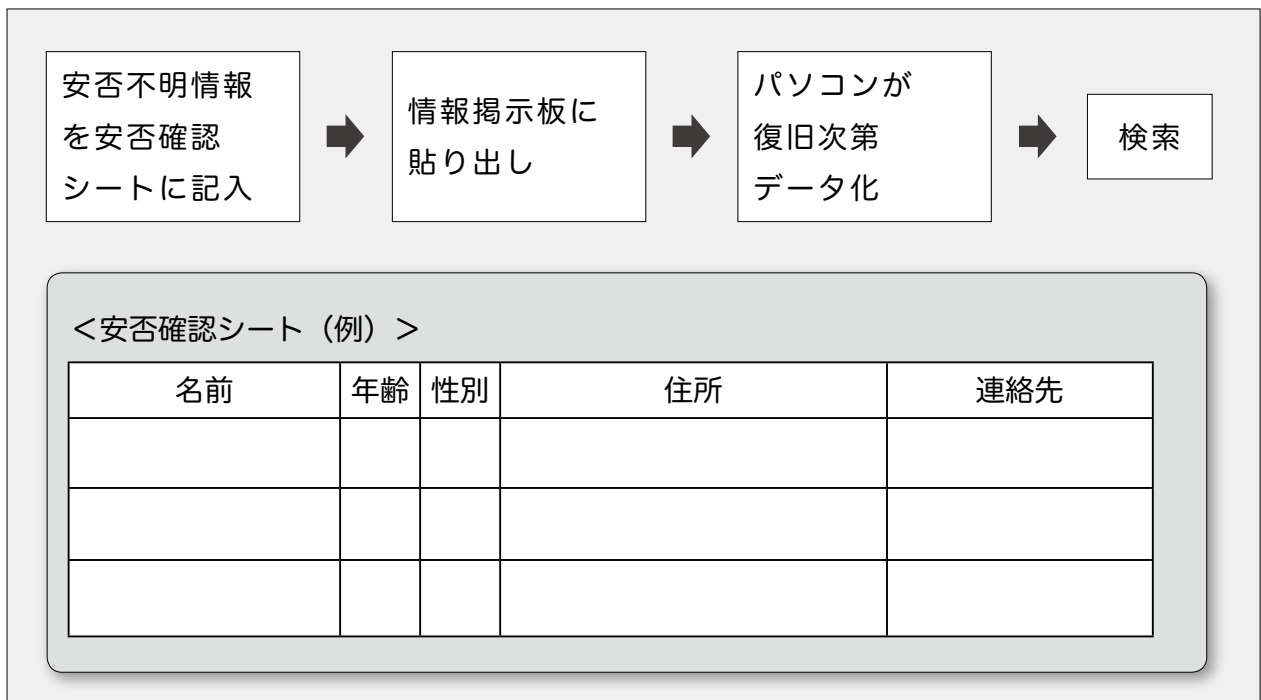 安否不明情報
を安否確認
シートに記入
情報掲示板に
貼り出し
パソコンが
復旧次第
データ化
検索
＜安否確認シート（例）＞
名前 年齢 性別 住所 連絡先